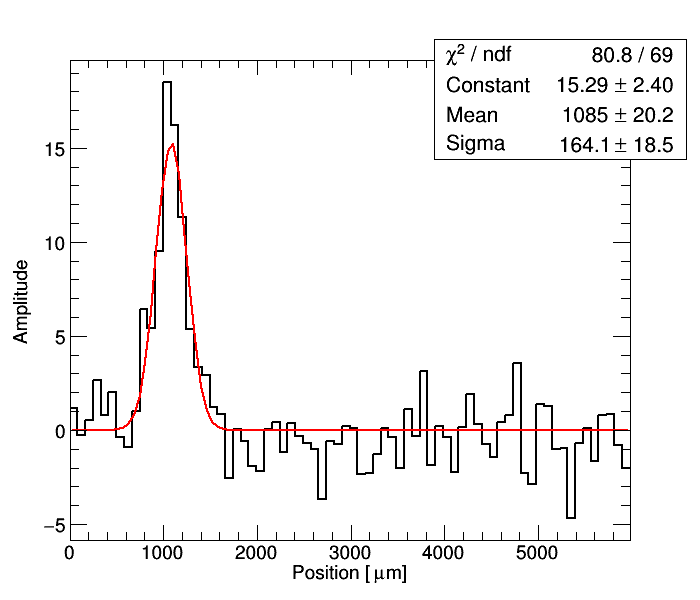 χ² / ndf 80.8 / 69
Constant 15.29 ± 2.40
Mean 1085 ± 20.2
Sigma 164.1 ± 18.5
15
10
5
0
−5
Amplitude
0 1000 2000 3000 4000 5000
Position [ μm]